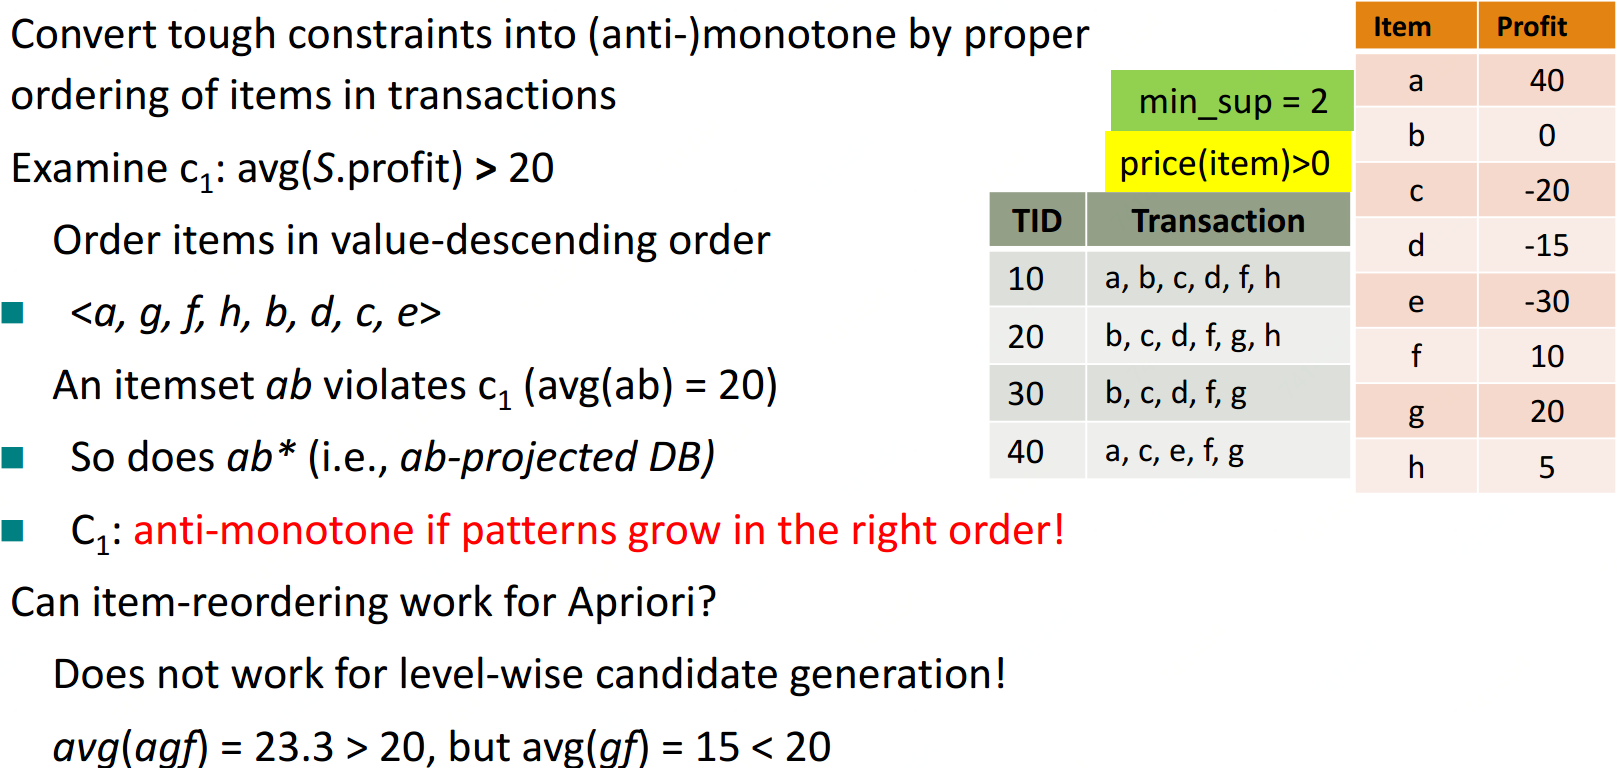 Convert tough constraints into (anti-)monotone by proper
ordering of items in transactions
Examine c1: avg(S.profit) > 20
Order items in value-descending order
<a, g, f, h, b, d, c, e>
An itemset ab violates c1 (avg(ab) = 20)
So does ab* (i.e., ab-projected DB)
C1: anti-monotone if patterns grow in the right order!
Can item-reordering work for Apriori?
Does not work for level-wise candidate generation!
avg(agf) = 23.3 > 20, but avg(gf) = 15 < 20
min_sup = 2
price(item)>0
TID Transaction
10 a, b, c, d, f, h
20 b, c, d, f, g, h
30 b, c, d, f, g
40 a, c, e, f, g
Item Profit
a 40
b 0
c -20
d -15
e -30
f 10
g 20
h 5